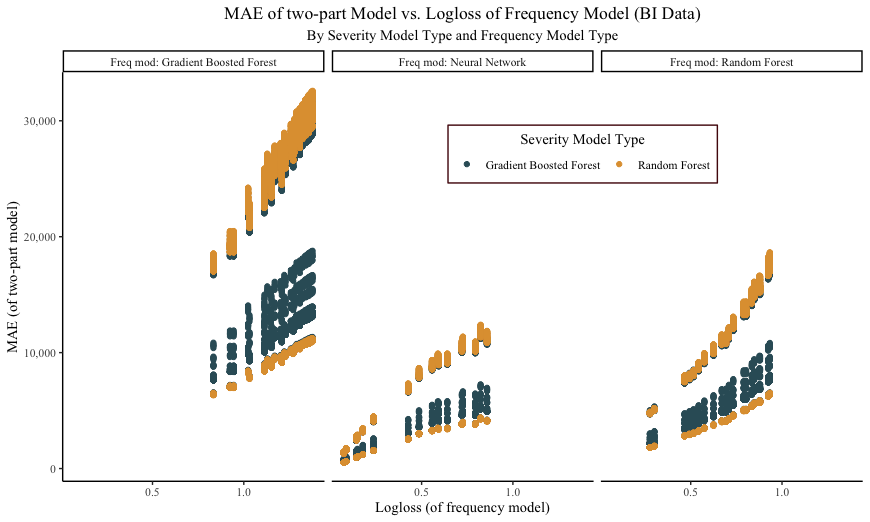 MAE of two-part Model vs. Logloss of Frequency Model (BI Data)
By Severity Model Type and Frequency Model Type
Freq mod: Gradient Boosted Forest
Freq mod: Neural Network
Freq mod: Random Forest
MAE (of two-part model)
30,000
20,000
10,000
0
Severity Model Type
Gradient Boosted Forest
Random Forest
0.5
1.0
0.5
1.0
0.5
1.0
Logloss (of frequency model)